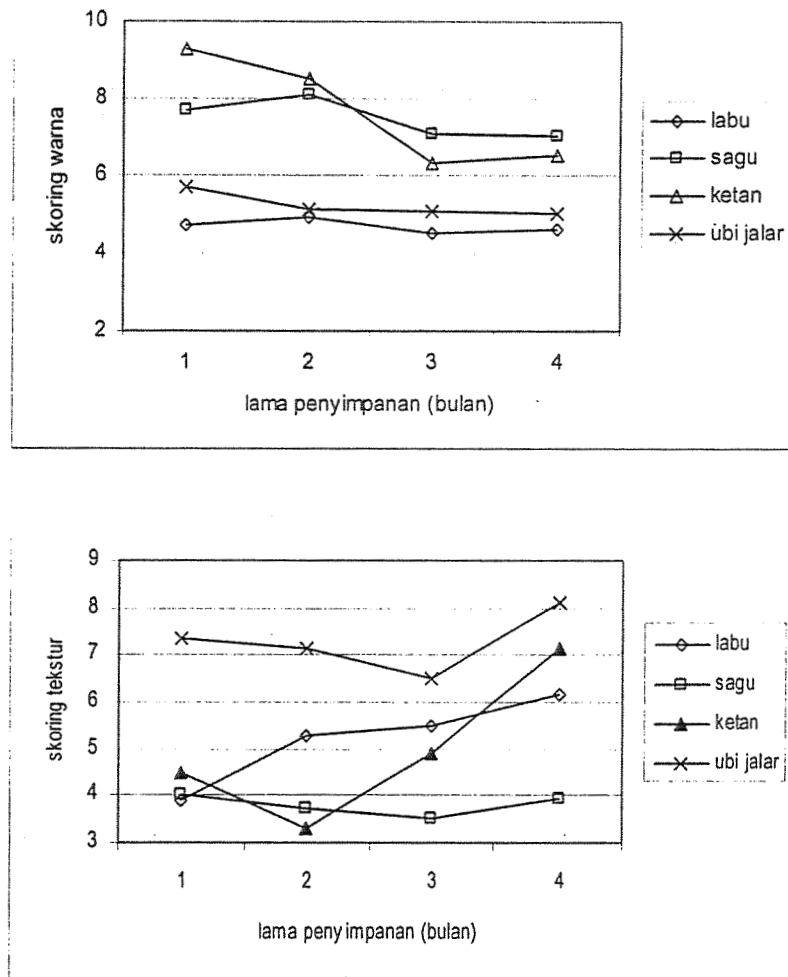 10
8
6
4
2
skoring warna
1 2 3 4
lama penyimpanan (bulan)
labu
sagu
ketan
ubi jalar
9
8
7
6
5
4
3
skoring tekstur
1 2 3 4
lama penyimpanan (bulan)
labu
sagu
ketan
ubi jalar